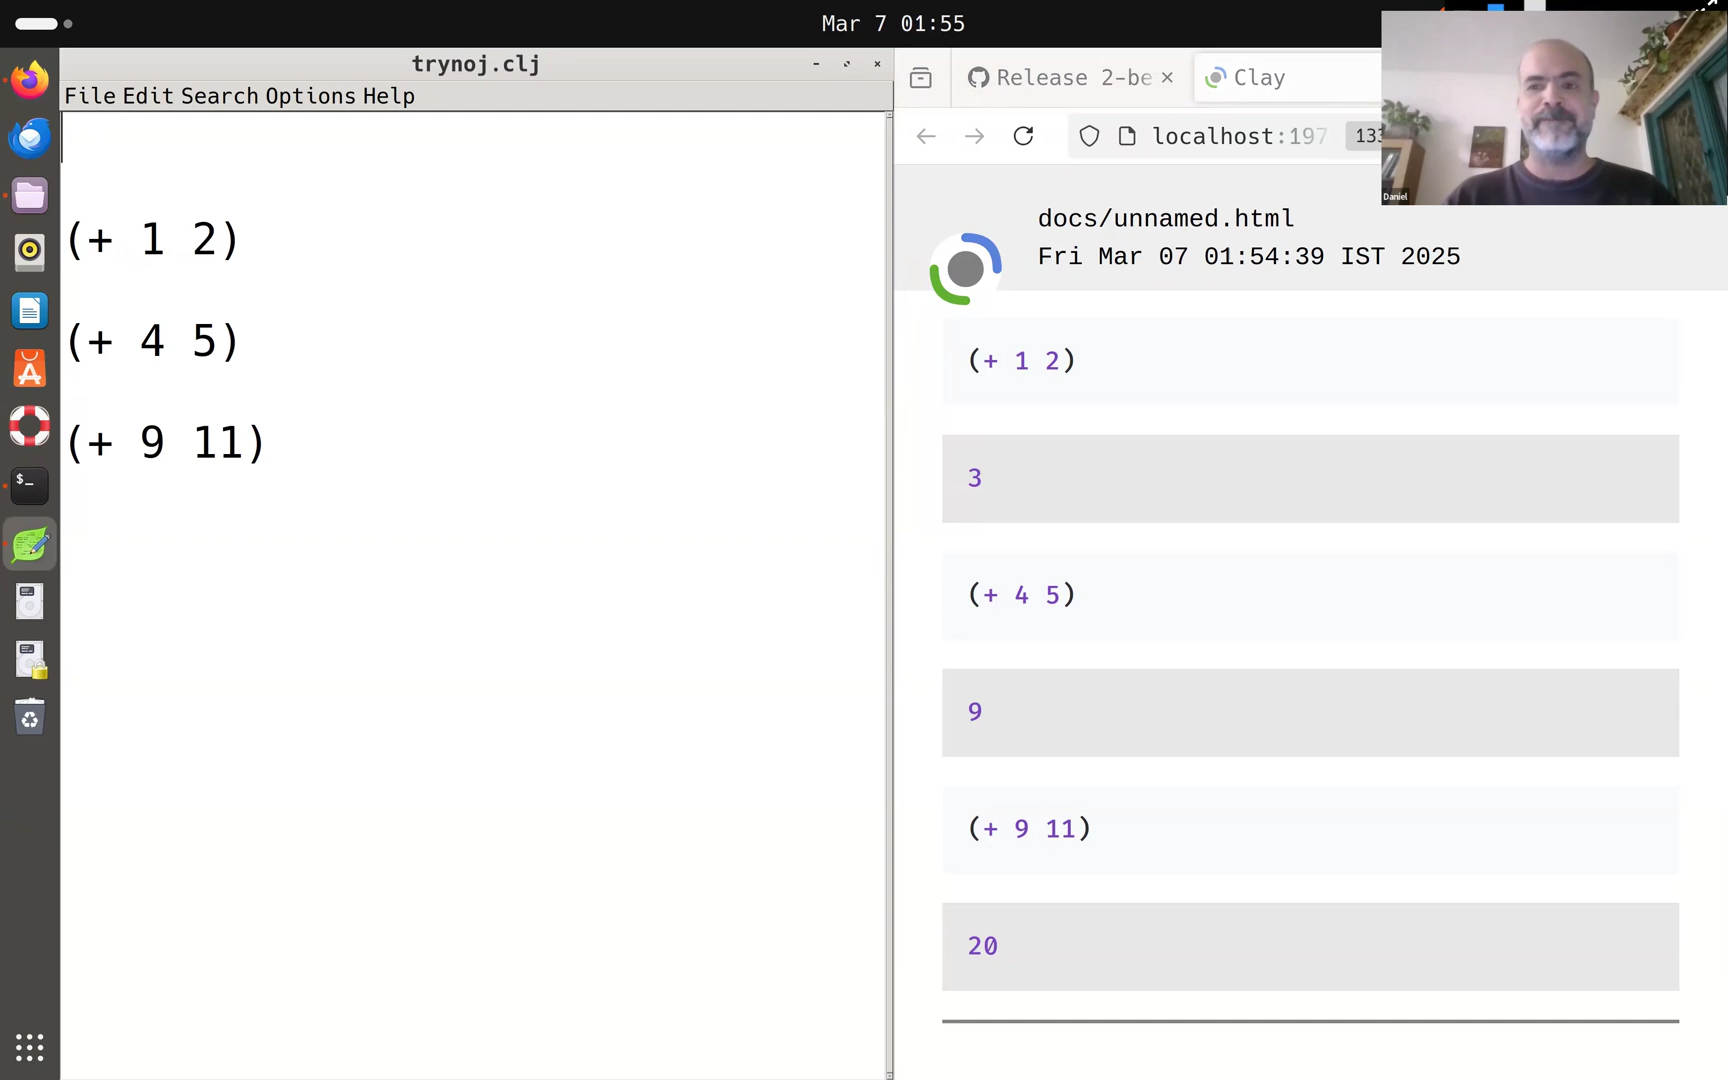 Mar 7 01:55
trynoj.clj
File Edit Search Options Help
(+ 1 2)
(+ 4 5)
(+ 9 11)
Release 2-be
Clay
localhost:197
133
Daniel
docs/unnamed.html
Fri Mar 07 01:54:39 IST 2025
(+ 1 2)
3
(+ 4 5)
9
(+ 9 11)
20